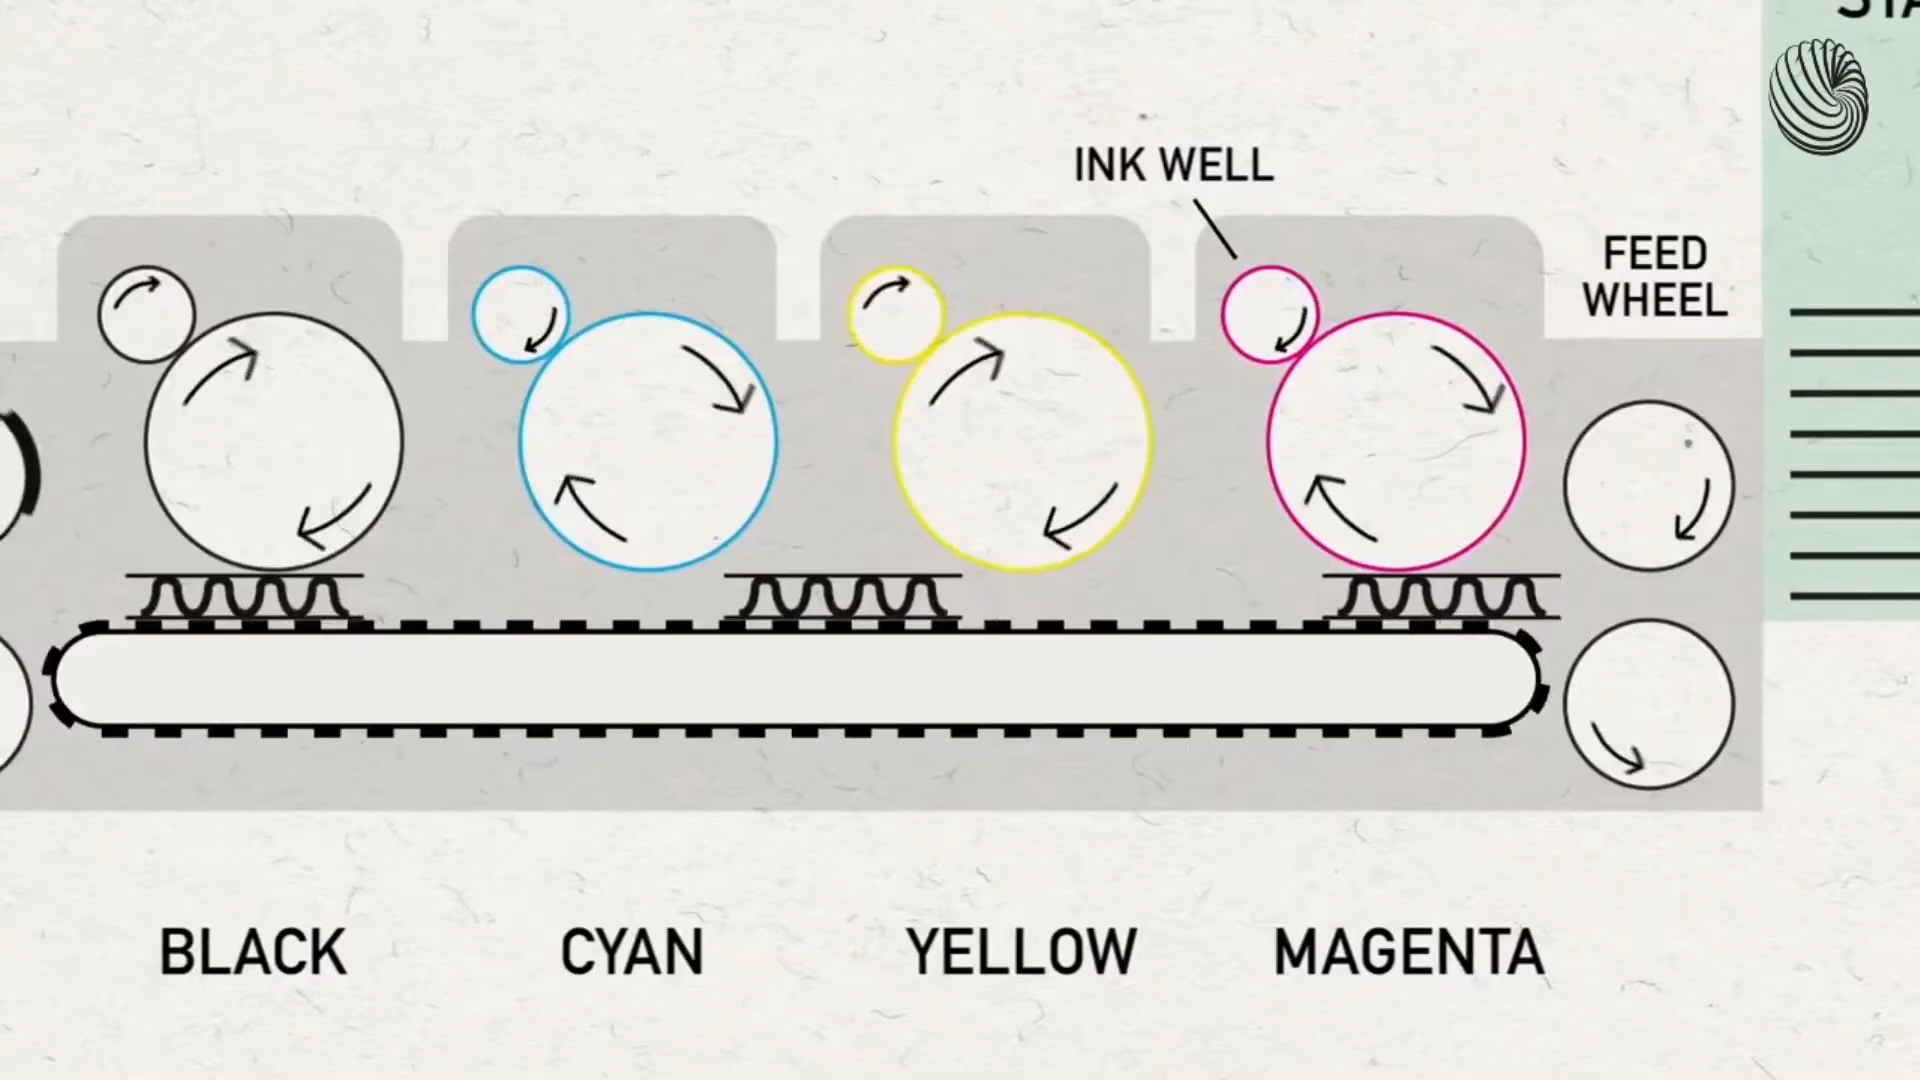 INK WELL
FEED
WHEEL
BLACK
CYAN
YELLOW
MAGENTA